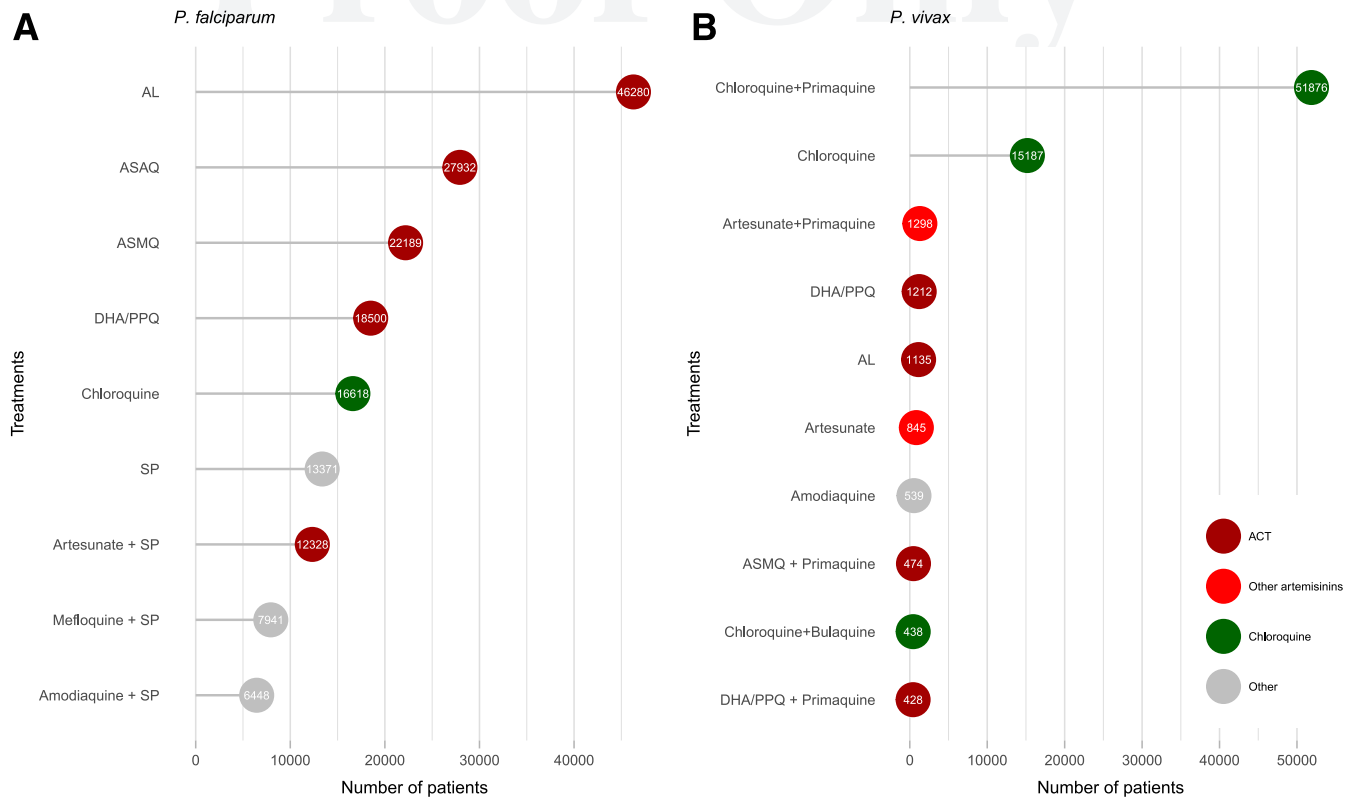 Proof Only
A
P. falciparum
AL
46280
ASAQ
27932
ASMQ
22189
DHA/PPQ
18500
Chloroquine
16618
SP
13371
Artesunate + SP
12328
Mefloquine + SP
7941
Amodiaquine + SP
6448
Treatments
0 10000 20000 30000 40000
Number of patients
B
P. vivax
Chloroquine+Primaquine
51876
Chloroquine
15187
Artesunate+Primaquine
1298
DHA/PPQ
1212
AL
1135
Artesunate
845
Amodiaquine
539
ASMQ + Primaquine
474
Chloroquine+Bulaquine
438
DHA/PPQ + Primaquine
428
Treatments
0 10000 20000 30000 40000 50000
Number of patients
ACT
Other artemisinins
Chloroquine
Other